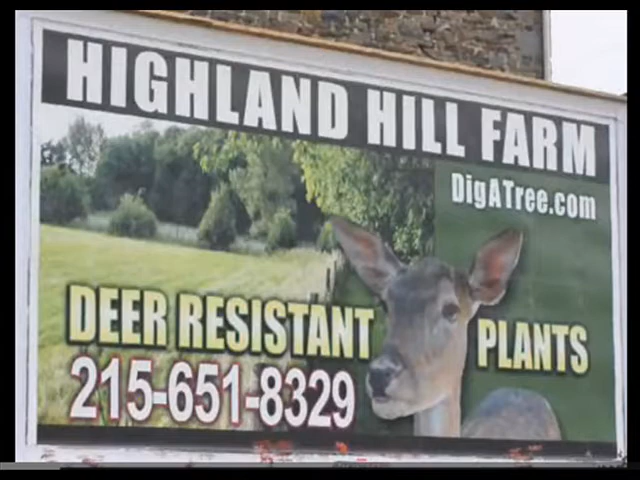 HIGHLAND HILL FARM
DigATree.com
DEER RESISTANT PLANTS
215-651-8329